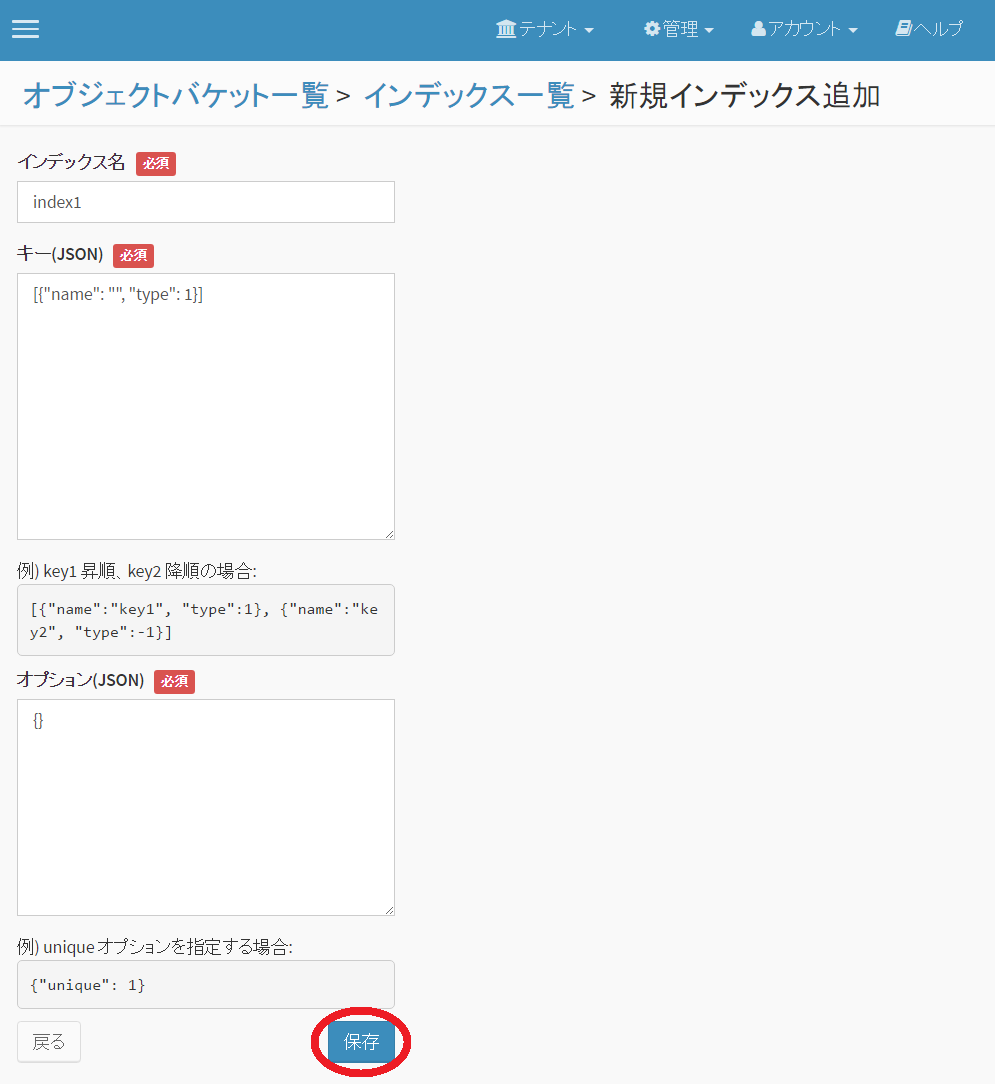 テナント 管理 アカウント ヘルプ
オブジェクトバケット一覧 > インデックス一覧 > 新規インデックス追加
インデックス名 必須
index1
キー(JSON) 必須
[{"name": "", "type": 1}]
例) key1 昇順、key2 降順の場合:
[{"name":"key1", "type":1}, {"name":"ke
y2", "type":-1}]
オプション(JSON) 必須
{}
例) unique オプションを指定する場合:
{"unique": 1}
戻る 保存